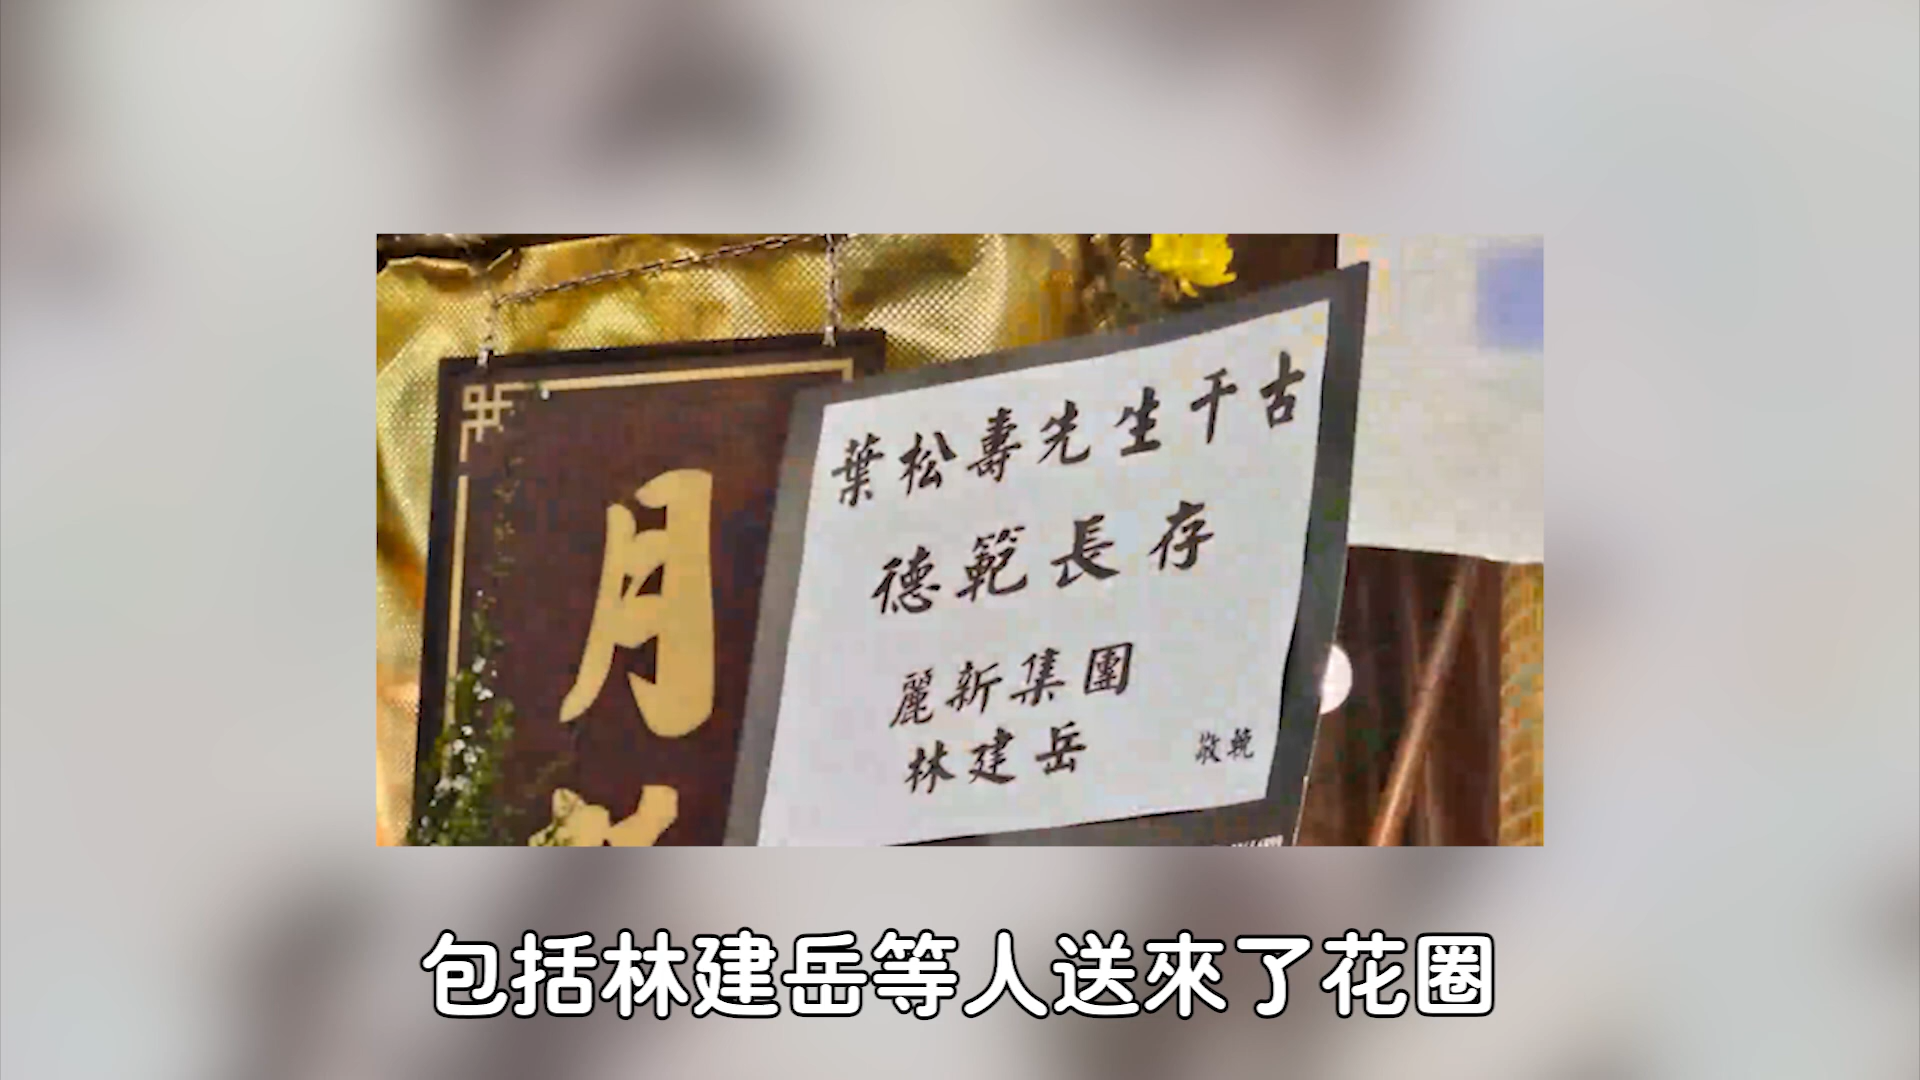 月
葉松壽先生千古
德範長存
麗新集團
林建岳 敬輓
包括林建岳等人送來了花圈